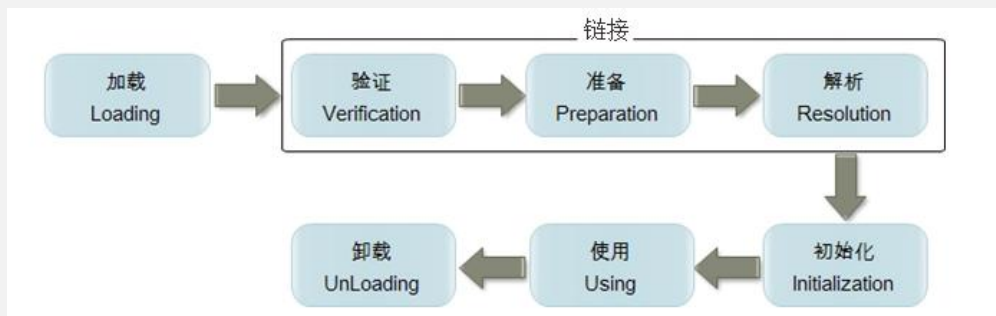 链接
加载
Loading
验证
Verification
准备
Preparation
解析
Resolution
初始化
Initialization
使用
Using
卸载
UnLoading